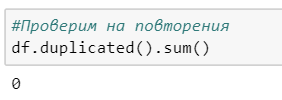 #Проверим на повторения
df.duplicated().sum()
0